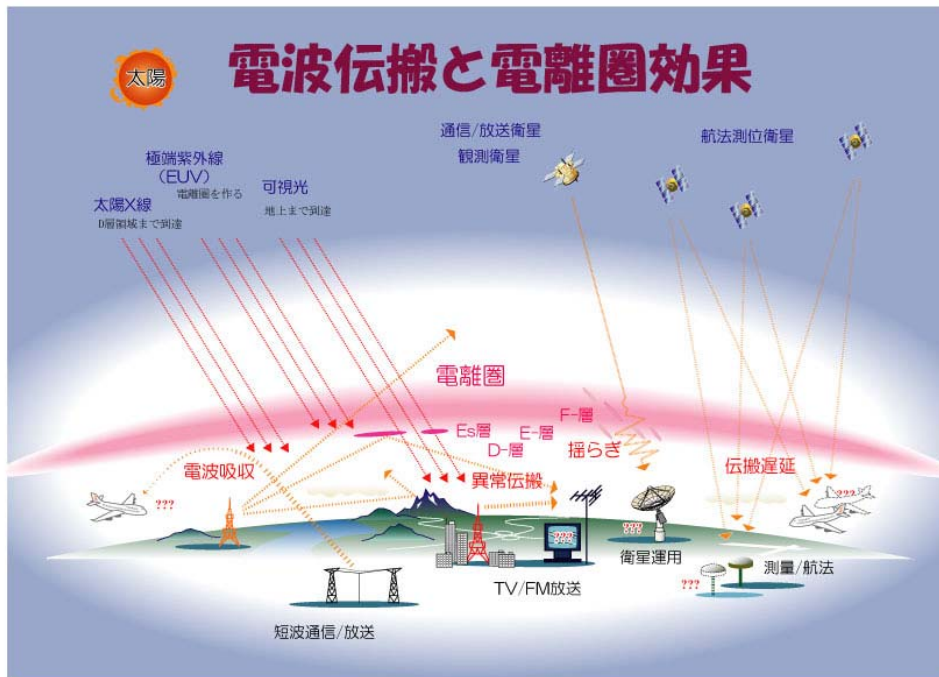 太陽
電波伝搬と電離圏効果
通信/放送衛星
観測衛星
航法測位衛星
極端紫外線
(EUV)
電離圏を作る
可視光
地上まで到達
太陽X線
D層領域まで到達
電離圏
F-層
Es層
E-層
D-層
揺らぎ
電波吸収
異常伝搬
伝搬遅延
???
???
???
???
???
衛星運用
TV/FM放送
測量/航法
短波通信/放送